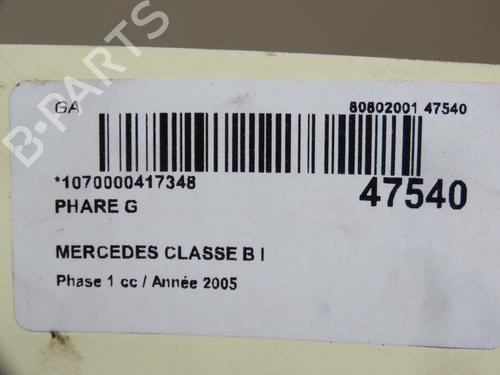 GA
80802001 47540
*1070000417348
47540
PHARE G
MERCEDES CLASSE B I
Phase 1 cc / Année 2005
B-PARTS